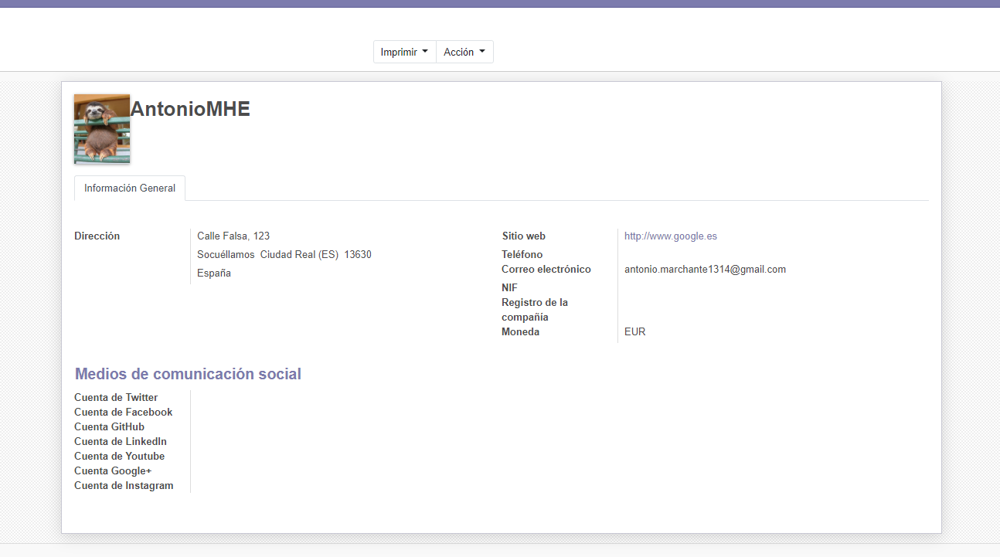 Imprimir Acción
AntonioMHE
Información General
Dirección
Calle Falsa, 123
Socuéllamos Ciudad Real (ES) 13630
España
Sitio web http://www.google.es
Teléfono
Correo electrónico antonio.marchante1314@gmail.com
NIF
Registro de la
compañía
Moneda EUR
Medios de comunicación social
Cuenta de Twitter
Cuenta de Facebook
Cuenta GitHub
Cuenta de LinkedIn
Cuenta de Youtube
Cuenta Google+
Cuenta de Instagram